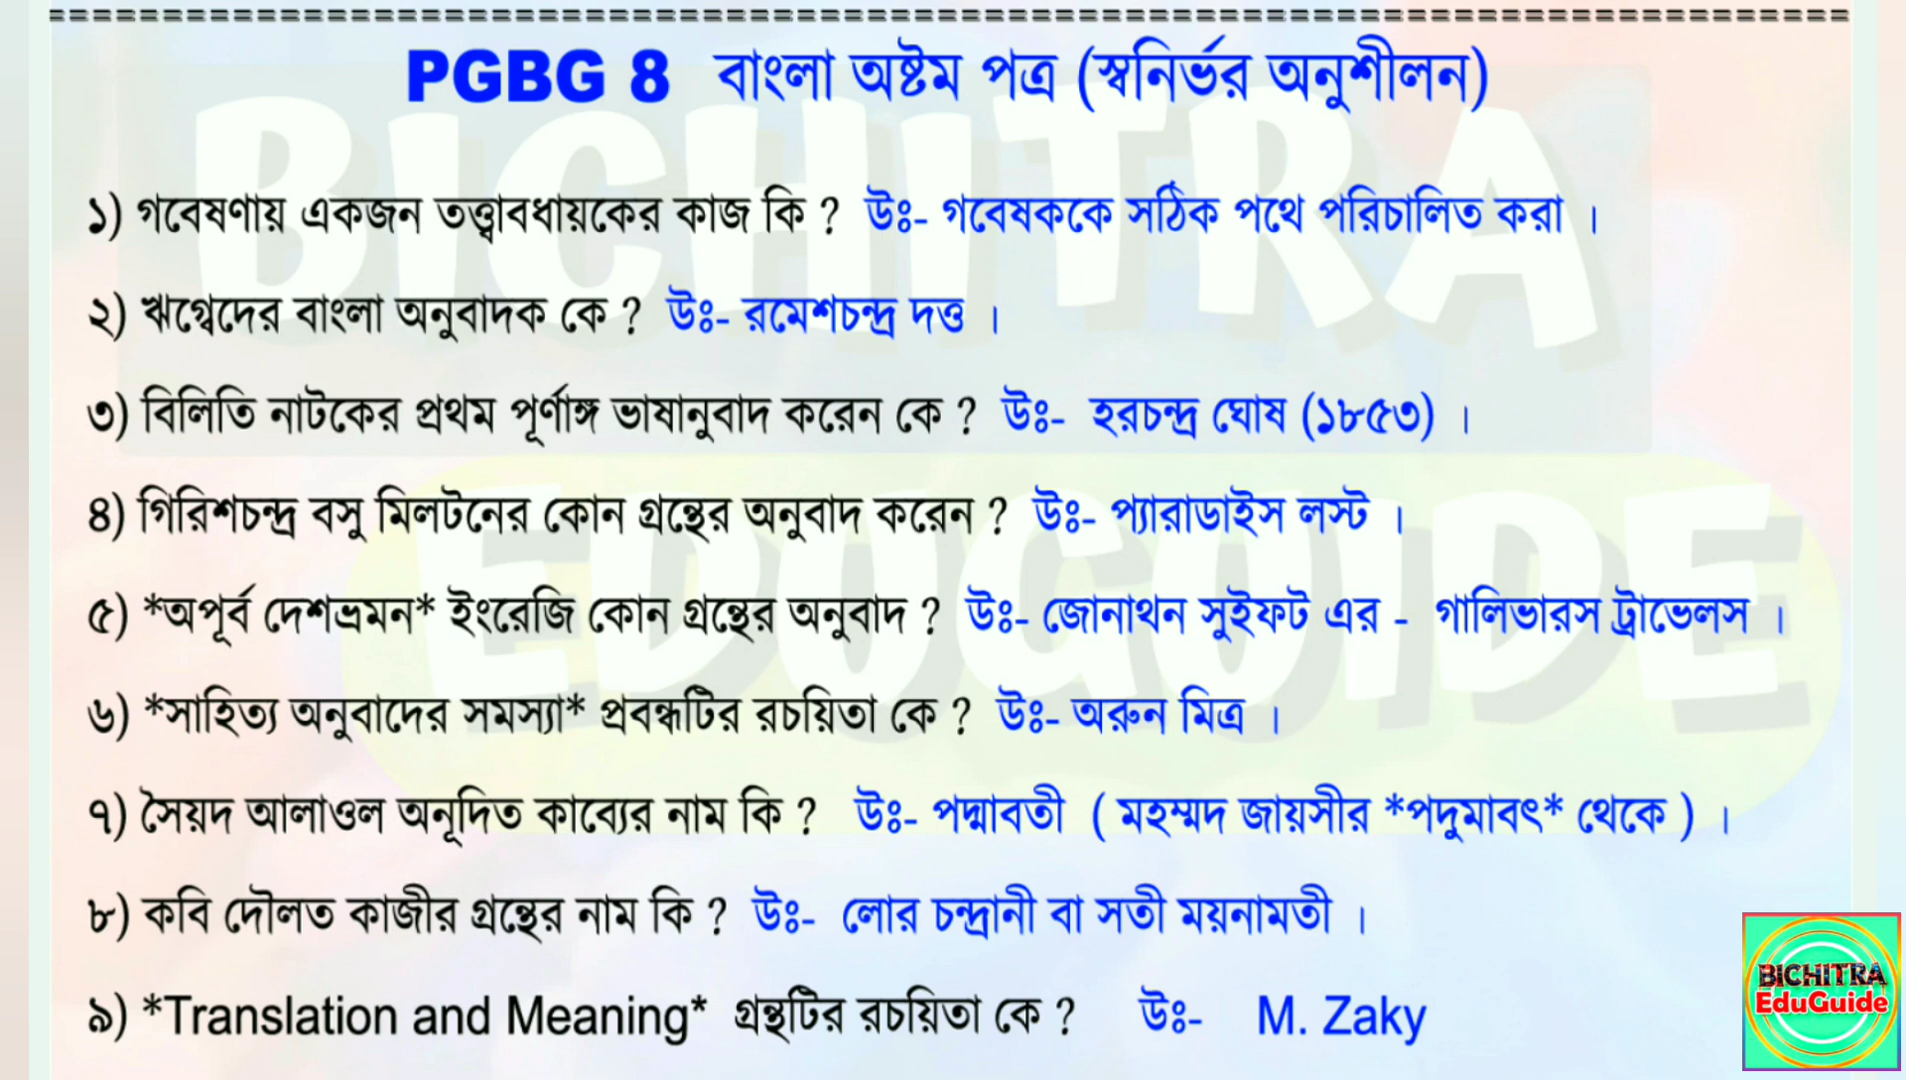 PGBG 8 বাংলা অষ্টম পত্র (স্বনির্ভর অনুশীলন)
১) গবেষণায় একজন তত্ত্বাবধায়কের কাজ কি ? উঃ- গবেষককে সঠিক পথে পরিচালিত করা ।
২) ঋগ্বেদের বাংলা অনুবাদক কে ? উঃ- রমেশচন্দ্র দত্ত ।
৩) বিলিতি নাটকের প্রথম পূর্ণাঙ্গ ভাষানুবাদ করেন কে ? উঃ- হরচন্দ্র ঘোষ (১৮৫৩) ।
৪) গিরিশচন্দ্র বসু মিলটনের কোন গ্রন্থের অনুবাদ করেন ? উঃ- প্যারাডাইস লস্ট ।
৫) *অপূর্ব দেশভ্রমন* ইংরেজি কোন গ্রন্থের অনুবাদ ? উঃ- জোনাথন সুইফট এর - গালিভারস ট্রাভেলস ।
৬) *সাহিত্য অনুবাদের সমস্যা* প্রবন্ধটির রচয়িতা কে ? উঃ- অরুন মিত্র ।
৭) সৈয়দ আলাওল অনূদিত কাব্যের নাম কি ? উঃ- পদ্মাবতী ( মহম্মদ জায়সীর *পদুমাবৎ* থেকে ) ।
৮) কবি দৌলত কাজীর গ্রন্থের নাম কি ? উঃ- লোর চন্দ্রানী বা সতী ময়নামতী ।
৯) *Translation and Meaning* গ্রন্থটির রচয়িতা কে ? উঃ- M. Zaky
BICHITRA
EDUGUIDE
BICHITRA
EduGuide